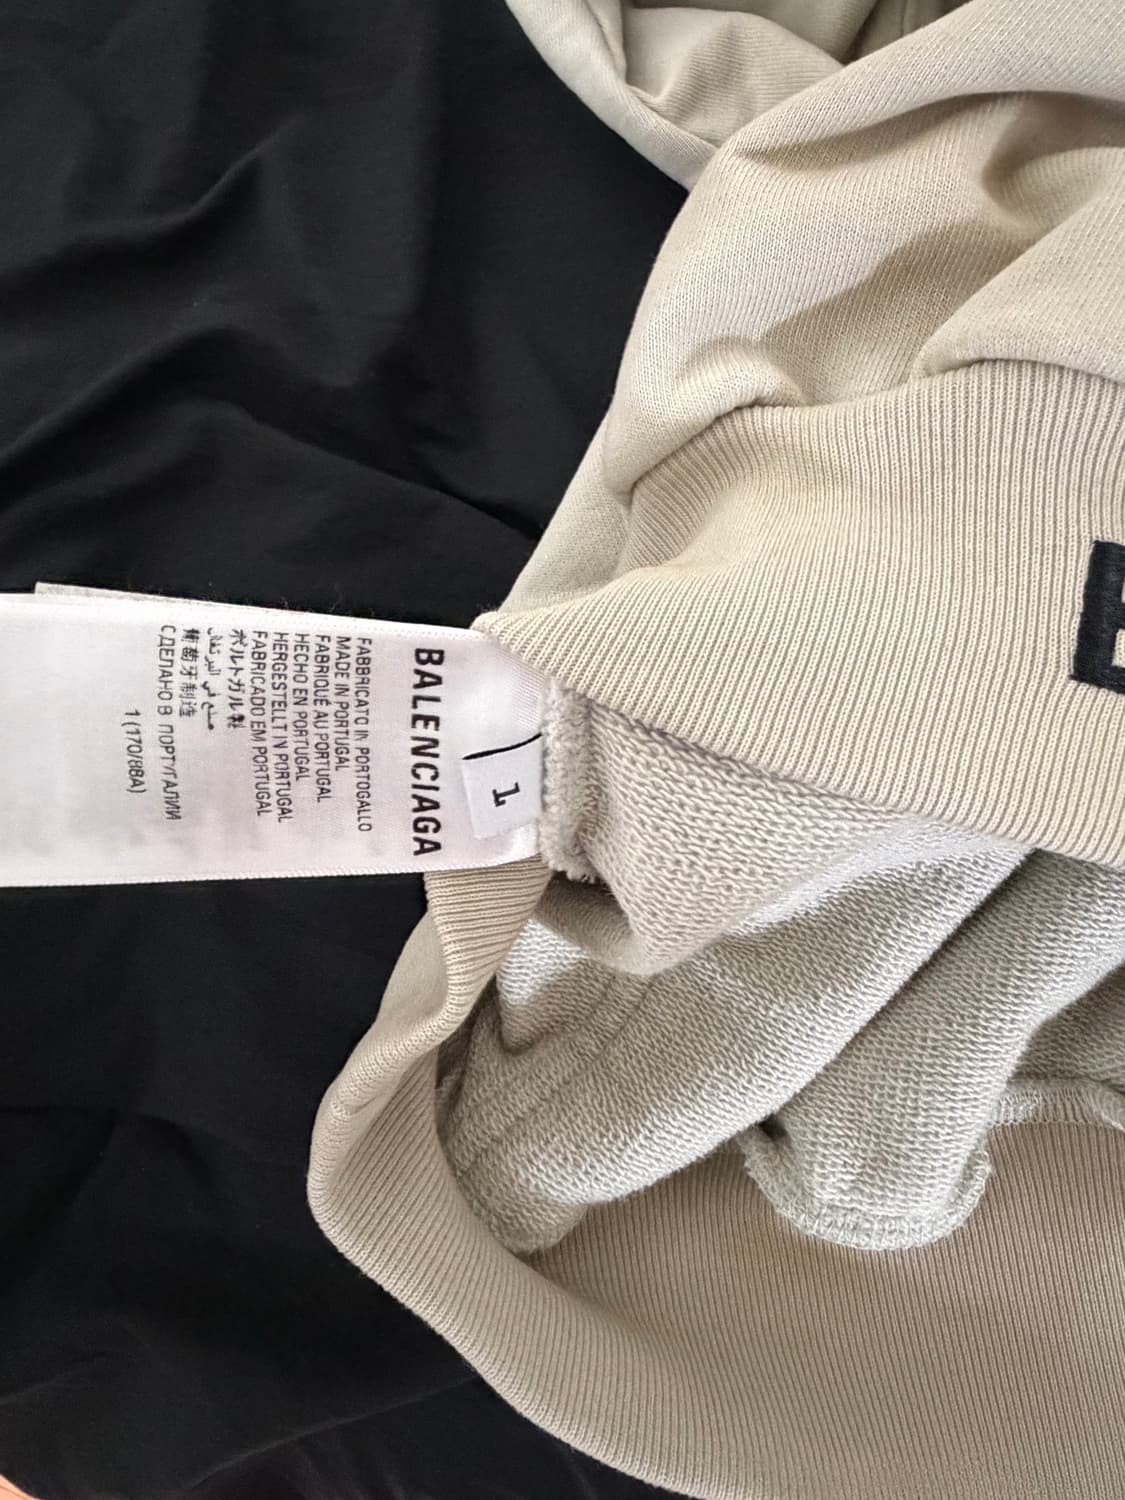 BALENCIAGA
1
FABBRICATO IN PORTOGALLO
MADE IN PORTUGAL
FABRIQUÉ AU PORTUGAL
HECHO EN PORTUGAL
HERGESTELLT IN PORTUGAL
FABRICADO EM PORTUGAL
ポルトガル製
صنع في البرتغال
葡萄牙制造
СДЕЛАНО В ПОРТУГАЛИИ
1 (170/88A)